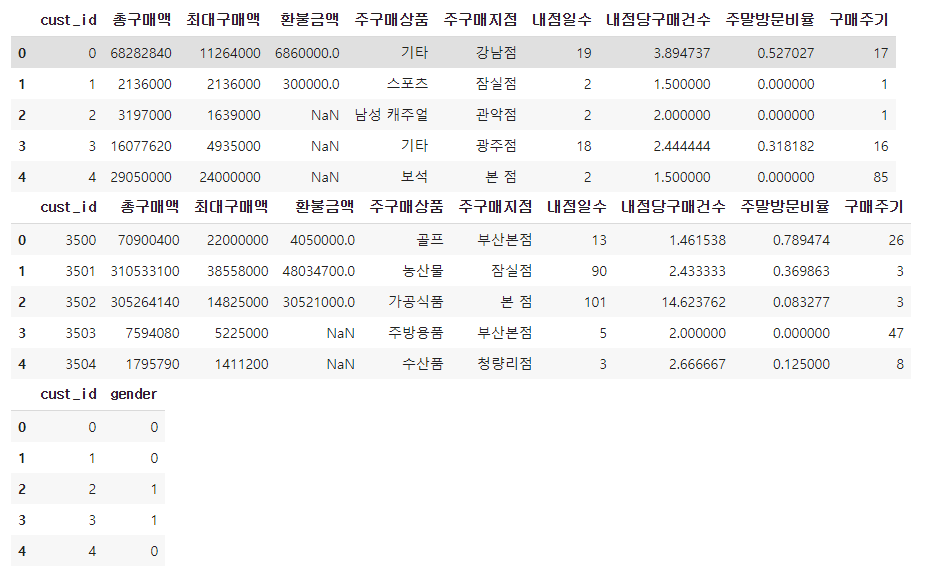 cust_id 총구매액 최대구매액 환불금액 주구매상품 주구매지점 내점일수 내점당구매건수 주말방문비율 구매주기
0 0 68282840 11264000 6860000.0 기타 강남점 19 3.894737 0.527027 17
1 1 2136000 2136000 300000.0 스포츠 잠실점 2 1.500000 0.000000 1
2 2 3197000 1639000 NaN 남성 캐주얼 관악점 2 2.000000 0.000000 1
3 3 16077620 4935000 NaN 기타 광주점 18 2.444444 0.318182 16
4 4 29050000 24000000 NaN 보석 본 점 2 1.500000 0.000000 85
cust_id 총구매액 최대구매액 환불금액 주구매상품 주구매지점 내점일수 내점당구매건수 주말방문비율 구매주기
0 3500 70900400 22000000 4050000.0 골프 부산본점 13 1.461538 0.789474 26
1 3501 310533100 38558000 48034700.0 농산물 잠실점 90 2.433333 0.369863 3
2 3502 305264140 14825000 30521000.0 가공식품 본 점 101 14.623762 0.083277 3
3 3503 7594080 5225000 NaN 주방용품 부산본점 5 2.000000 0.000000 47
4 3504 1795790 1411200 NaN 수산품 청량리점 3 2.666667 0.125000 8
cust_id gender
0 0 0
1 1 0
2 2 1
3 3 1
4 4 0